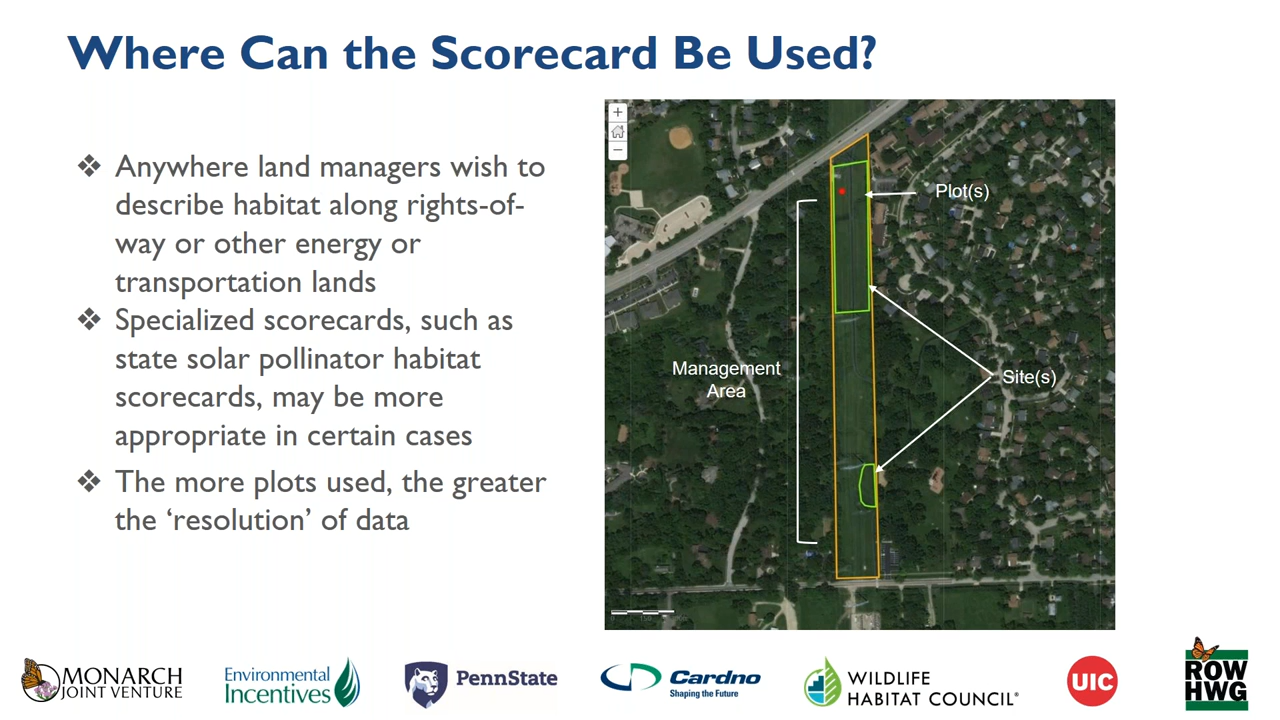 Where Can the Scorecard Be Used?
❖ Anywhere land managers wish to
describe habitat along rights-of-
way or other energy or
transportation lands
❖ Specialized scorecards, such as
state solar pollinator habitat
scorecards, may be more
appropriate in certain cases
❖ The more plots used, the greater
the ‘resolution’ of data
+
−
Plot(s)
Management
Area
Site(s)
MONARCH
JOINT VENTURE
Environmental
Incentives
PennState
Cardno
Shaping the Future
WILDLIFE
HABITAT COUNCIL®
UIC
ROW
HWG